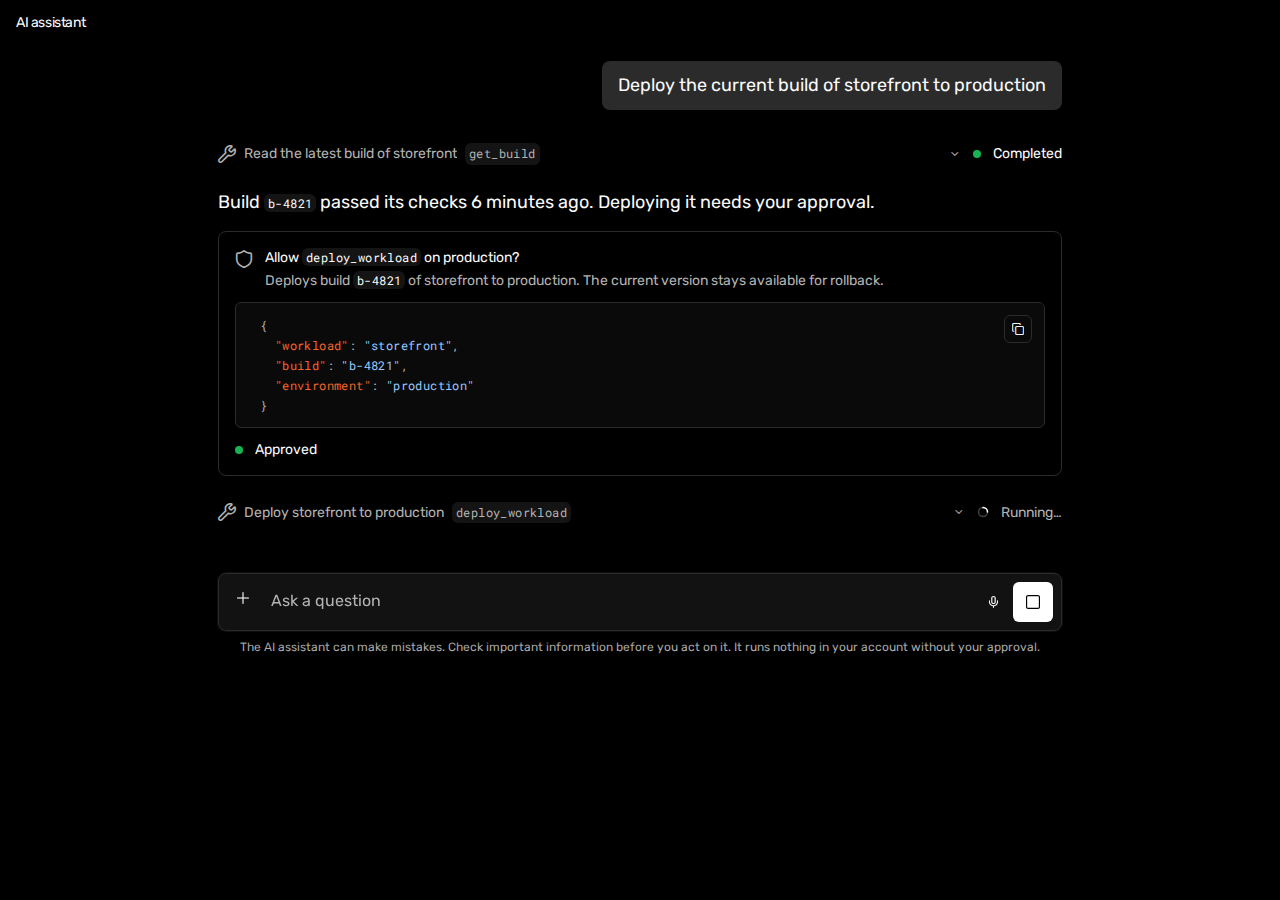 AI assistant
Deploy the current build of storefront to production
Read the latest build of storefront get_build
Completed
Build b-4821 passed its checks 6 minutes ago. Deploying it needs your approval.
Allow deploy_workload on production?
Deploys build b-4821 of storefront to production. The current version stays available for rollback.
{
"workload": "storefront",
"build": "b-4821",
"environment": "production"
}
Approved
Deploy storefront to production deploy_workload
Running…
Ask a question
The AI assistant can make mistakes. Check important information before you act on it. It runs nothing in your account without your approval.